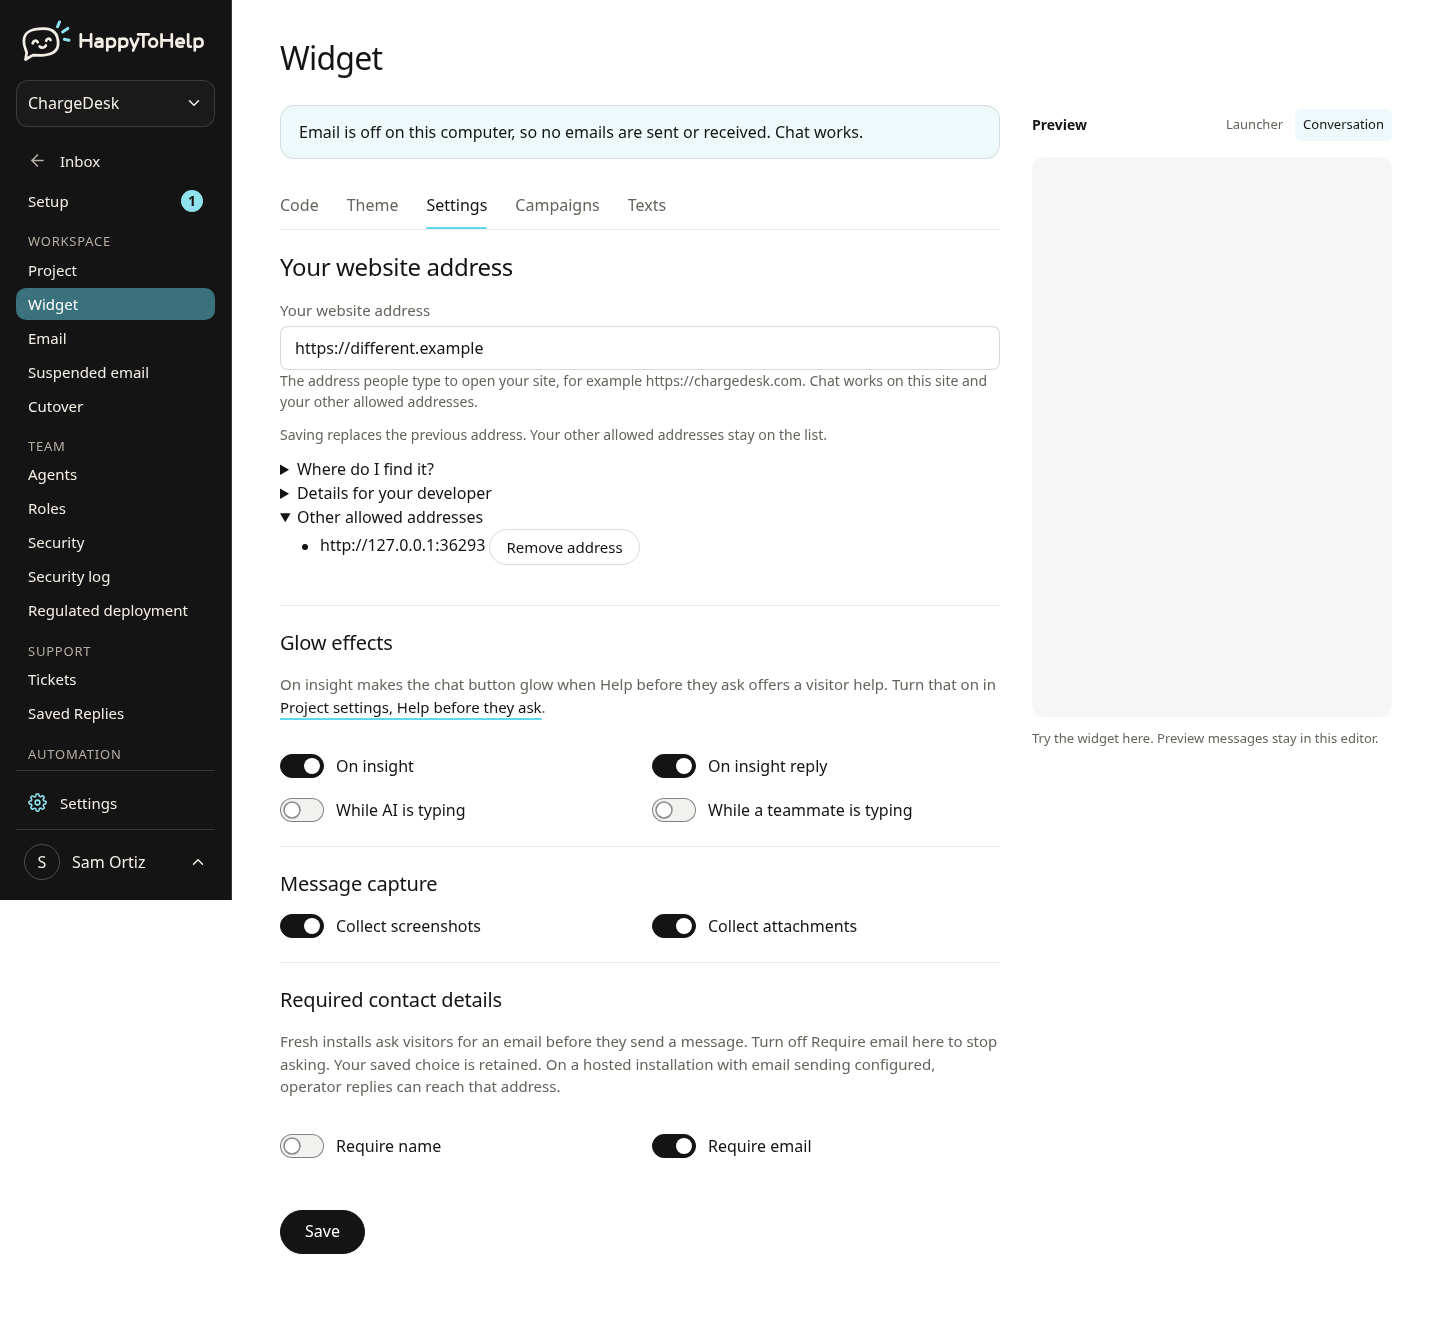 HappyToHelp
ChargeDesk
Inbox
Setup
1
WORKSPACE
Project
Widget
Email
Suspended email
Cutover
TEAM
Agents
Roles
Security
Security log
Regulated deployment
SUPPORT
Tickets
Saved Replies
AUTOMATION
Settings
S
Sam Ortiz
Widget
Email is off on this computer, so no emails are sent or received. Chat works.
Code
Theme
Settings
Campaigns
Texts
Your website address
Your website address
https://different.example
The address people type to open your site, for example https://chargedesk.com. Chat works on this site and
your other allowed addresses.
Saving replaces the previous address. Your other allowed addresses stay on the list.
Where do I find it?
Details for your developer
Other allowed addresses
http://127.0.0.1:36293
Remove address
Glow effects
On insight makes the chat button glow when Help before they ask offers a visitor help. Turn that on in
Project settings, Help before they ask.
On insight
On insight reply
While AI is typing
While a teammate is typing
Message capture
Collect screenshots
Collect attachments
Required contact details
Fresh installs ask visitors for an email before they send a message. Turn off Require email here to stop
asking. Your saved choice is retained. On a hosted installation with email sending configured,
operator replies can reach that address.
Require name
Require email
Save
Preview
Launcher
Conversation
Try the widget here. Preview messages stay in this editor.